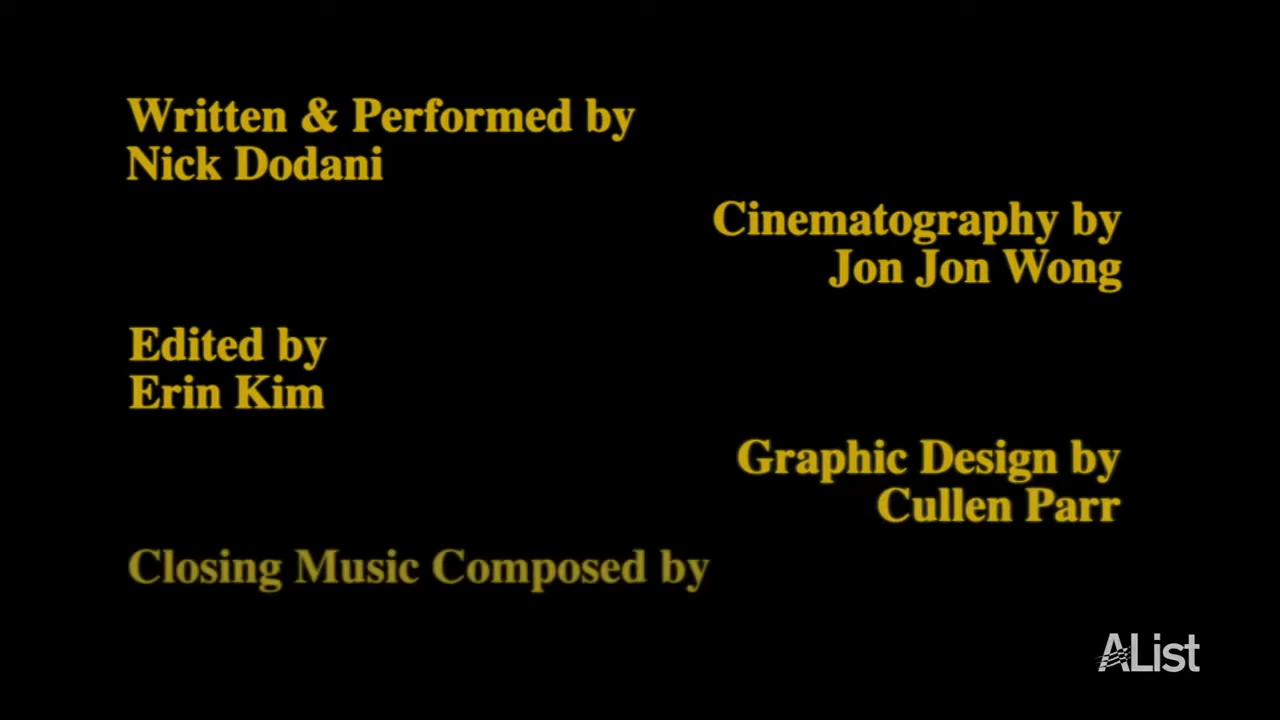 Written & Performed by
Nick Dodani
Cinematography by
Jon Jon Wong
Edited by
Erin Kim
Graphic Design by
Cullen Parr
Closing Music Composed by
AList